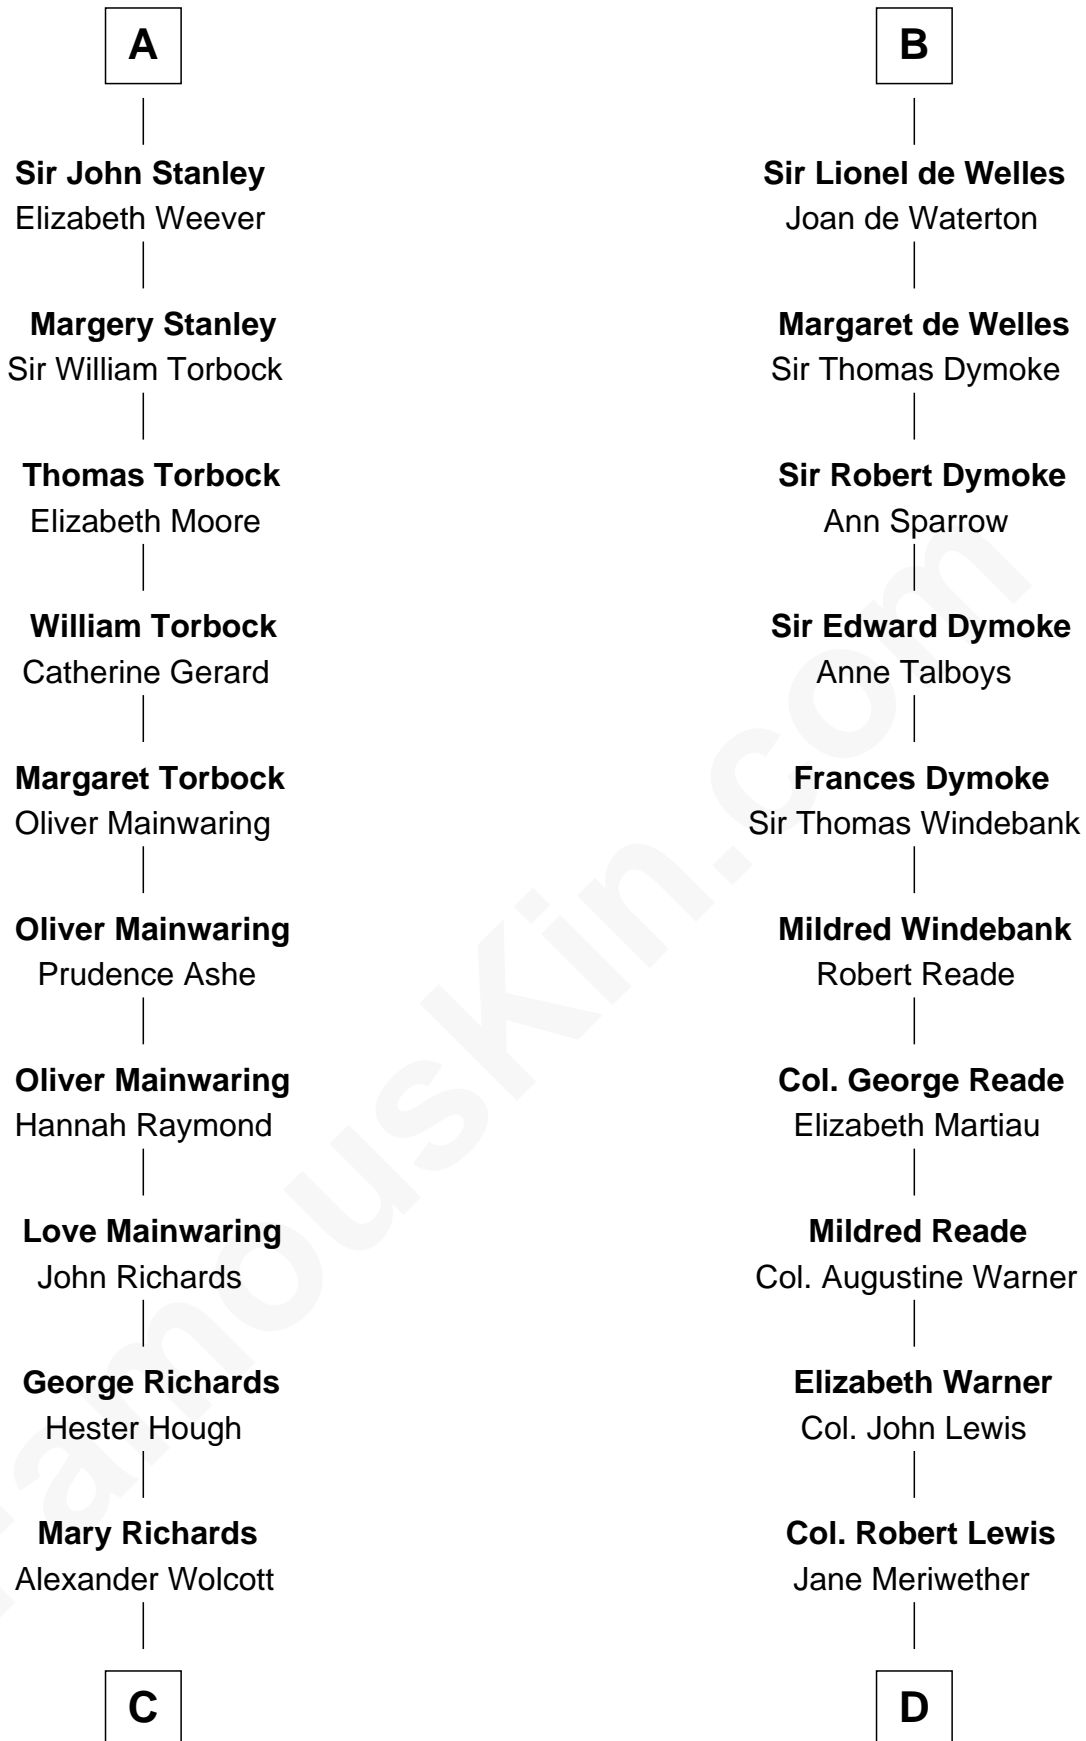 A
Sir John Stanley
Elizabeth Weever
Margery Stanley
Sir William Torbock
Thomas Torbock
Elizabeth Moore
William Torbock
Catherine Gerard
Margaret Torbock
Oliver Mainwaring
Oliver Mainwaring
Prudence Ashe
Oliver Mainwaring
Hannah Raymond
Love Mainwaring
John Richards
George Richards
Hester Hough
Mary Richards
Alexander Wolcott
C
B
Sir Lionel de Welles
Joan de Waterton
Margaret de Welles
Sir Thomas Dymoke
Sir Robert Dymoke
Ann Sparrow
Sir Edward Dymoke
Anne Talboys
Frances Dymoke
Sir Thomas Windebank
Mildred Windebank
Robert Reade
Col. George Reade
Elizabeth Martiau
Mildred Reade
Col. Augustine Warner
Elizabeth Warner
Col. John Lewis
Col. Robert Lewis
Jane Meriwether
D
FamousKin.com